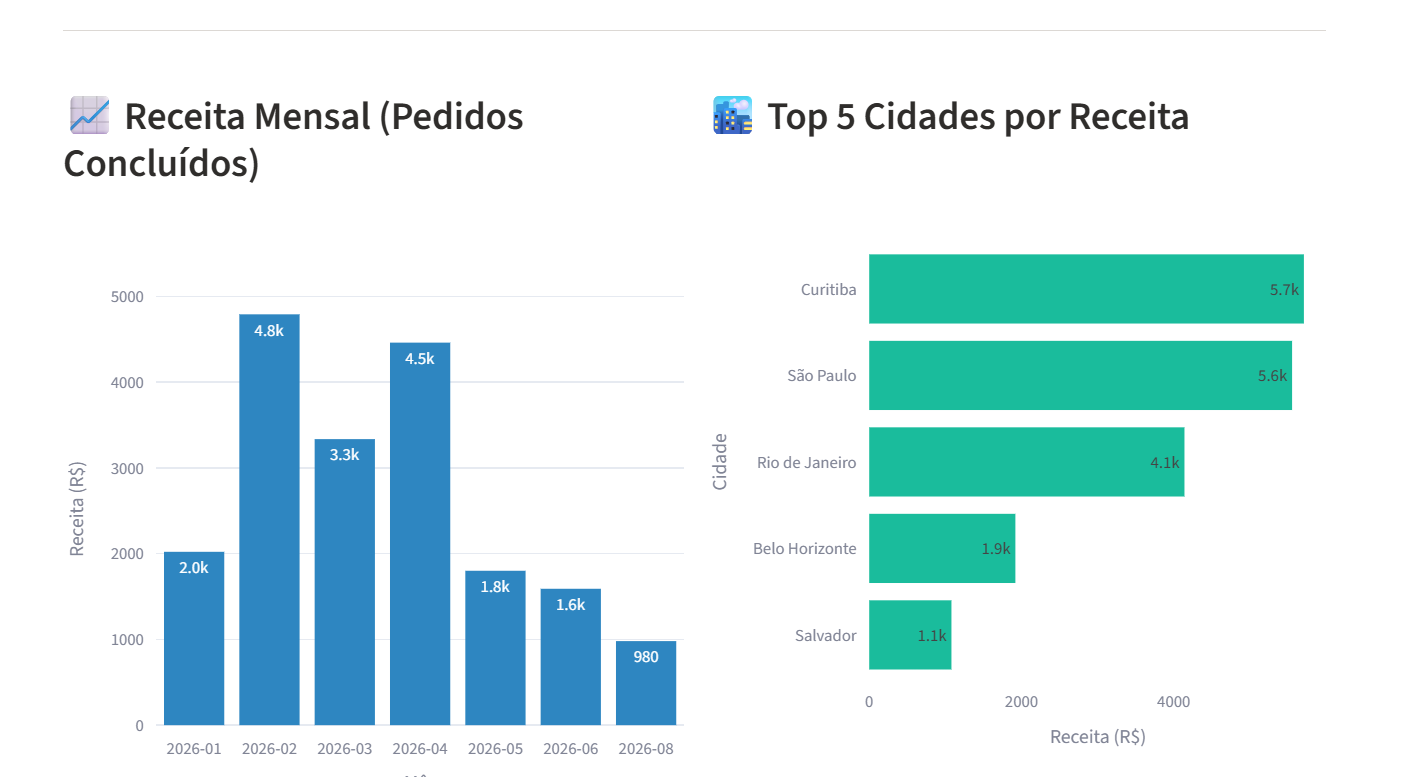 Receita Mensal (Pedidos
Concluídos)
5000
4000
3000
2000
1000
0
Receita (R$)
2.0k
4.8k
3.3k
4.5k
1.8k
1.6k
980
2026-01
2026-02
2026-03
2026-04
2026-05
2026-06
2026-08
Top 5 Cidades por Receita
Cidade
Curitiba
5.7k
São Paulo
5.6k
Rio de Janeiro
4.1k
Belo Horizonte
1.9k
Salvador
1.1k
0
2000
4000
Receita (R$)